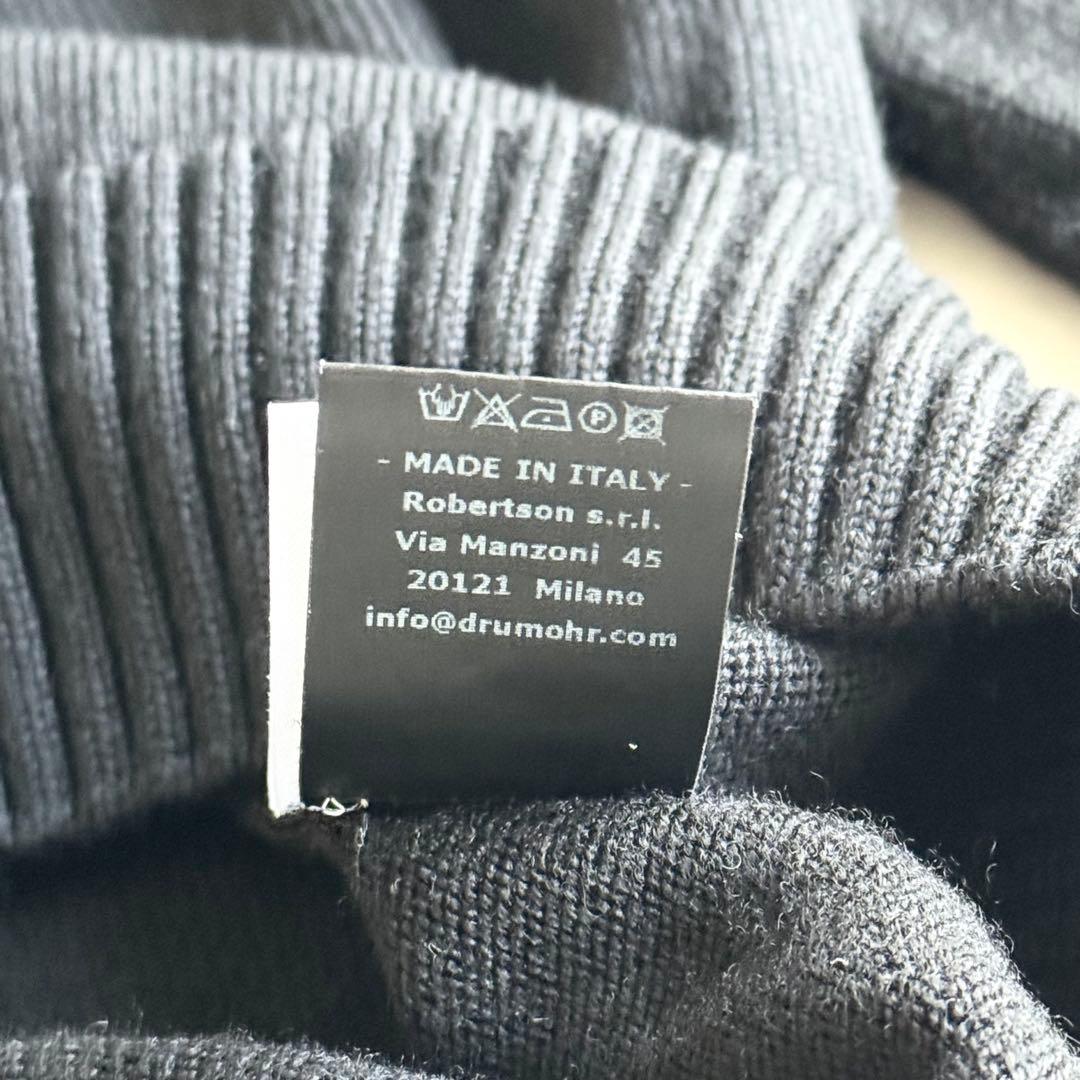 P
- MADE IN ITALY -
Robertson s.r.l.
Via Manzoni 45
20121 Milano
info@drumohr.com